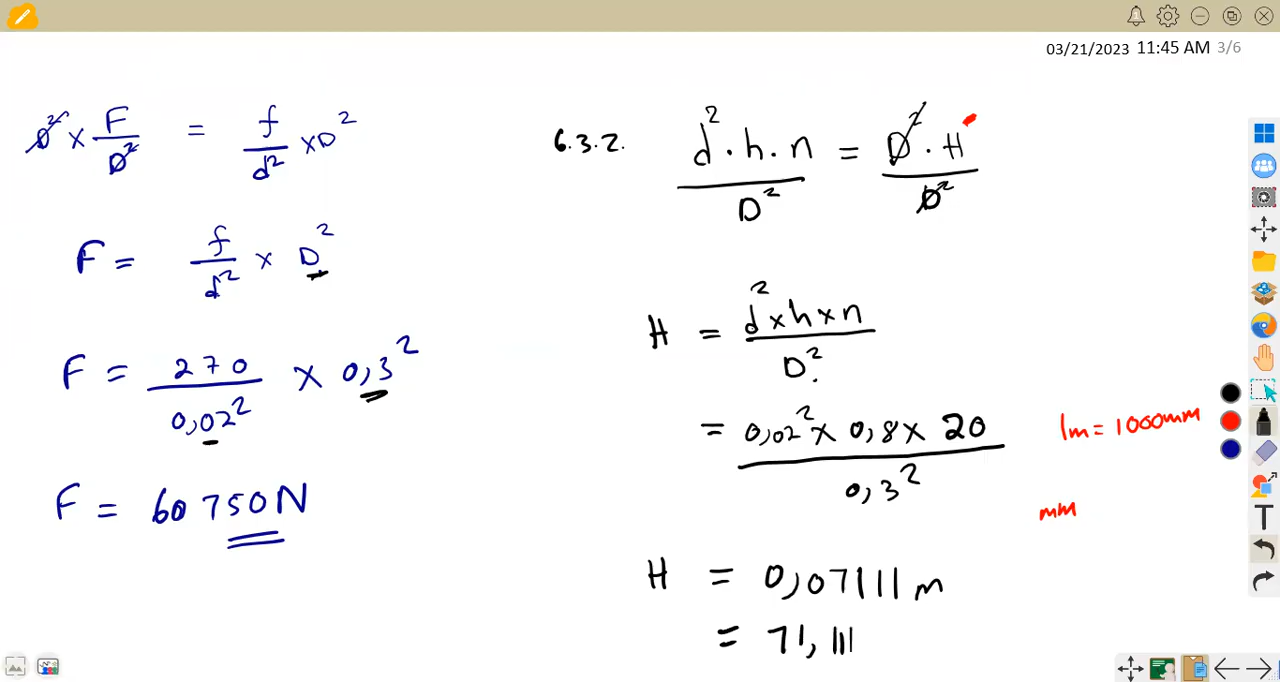 03/21/2023 11:45 AM 3/6
D² × F/D² = f/d² × D²
F = f/d² × D²
F = 270/0,02² × 0,3²
F = 60 750N
6.3.2. d² · h · n / D² = D² · H / D²
H = d² × h × n / D²
= 0,02² × 0,8 × 20 / 0,3²
1m = 1000mm
mm
H = 0,07111 m
= 71,111